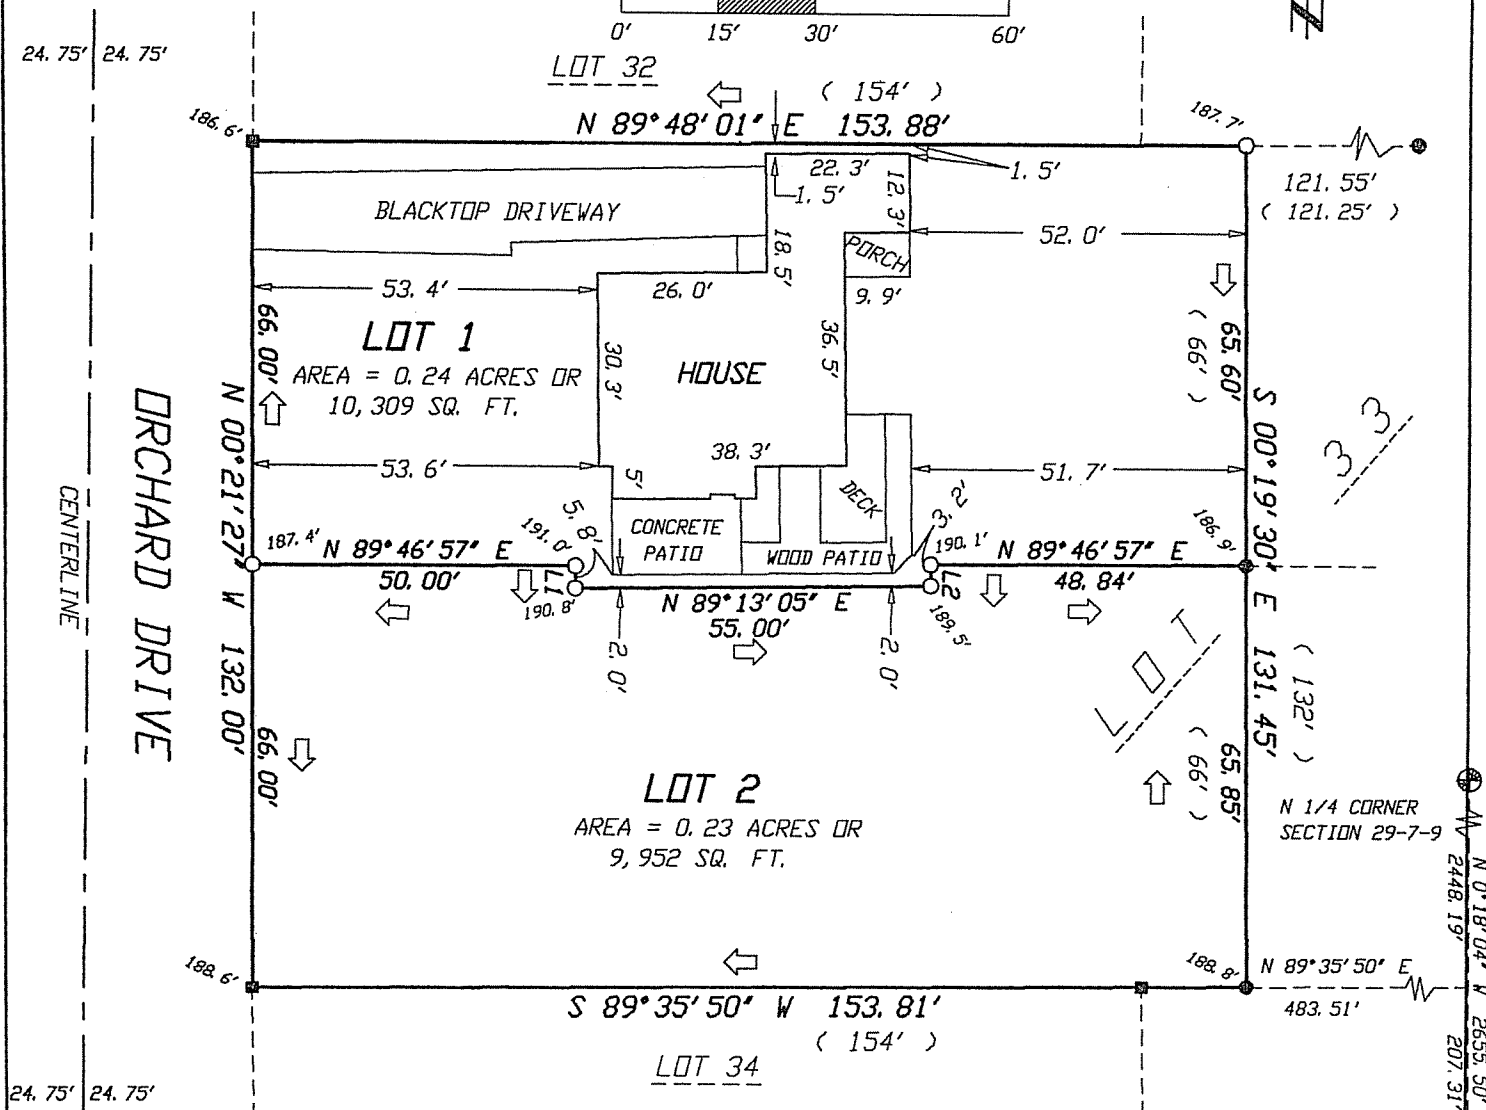 0' 15' 30' 60'
24.75' 24.75'
LOT 32
( 154' )
186.6'
N 89°48'01" E 153.88'
187.7'
22.3'
1.5'
1.5'
12.3'
121.55'
( 121.25' )
BLACKTOP DRIVEWAY
18.5'
PORCH
52.0'
53.4'
26.0'
9.9'
66.00'
LOT 1
AREA = 0.24 ACRES OR
10,309 SQ. FT.
30.3'
HOUSE
36.5'
65.60'
( 66' )
33
38.3'
53.6'
5'
DECK
51.7'
3.2'
5.8'
CONCRETE
PATIO
WOOD PATIO
187.4'
N 89°46'57" E
50.00'
191.0'
L1
190.8'
N 89°13'05" E
55.00'
190.1'
L2
189.5'
N 89°46'57" E
48.84'
186.9'
2.0'
2.0'
CENTERLINE
ORCHARD DRIVE
N 00°21'27" W 132.00'
S 00°19'30" E 131.45'
( 132' )
LOT
66.00'
65.85'
( 66' )
LOT 2
AREA = 0.23 ACRES OR
9,952 SQ. FT.
N 1/4 CORNER
SECTION 29-7-9
N 0°18'04" W 2655.50'
2448.19'
207.31'
188.6'
188.8'
N 89°35'50" E
483.51'
S 89°35'50" W 153.81'
( 154' )
LOT 34
24.75' 24.75'